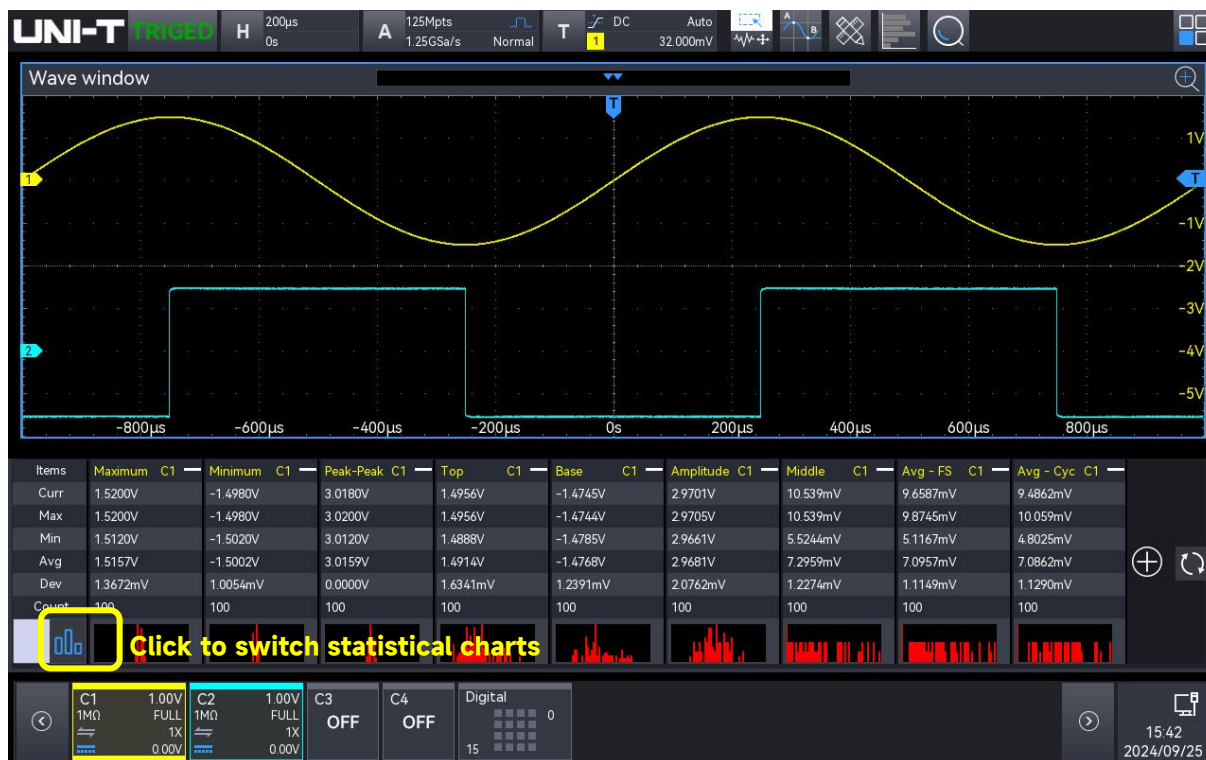 UNI-T TRIGED H 200μs 0s A 125Mpts 1.25GSa/s Normal T DC 1 Auto 32.000mV A B
Wave window
T
1V
1 T
-1V
-2V
-3V
2 -4V
-5V
-800μs -600μs -400μs -200μs 0s 200μs 400μs 600μs 800μs
Items Maximum C1 Minimum C1 Peak-Peak C1 Top C1 Base C1 Amplitude C1 Middle C1 Avg - FS C1 Avg - Cyc C1
Curr 1.5200V -1.4980V 3.0180V 1.4956V -1.4745V 2.9701V 10.539mV 9.6587mV 9.4862mV
Max 1.5200V -1.4980V 3.0200V 1.4956V -1.4744V 2.9705V 10.539mV 9.8745mV 10.059mV
Min 1.5120V -1.5020V 3.0120V 1.4888V -1.4785V 2.9661V 5.5244mV 5.1167mV 4.8025mV
Avg 1.5157V -1.5002V 3.0159V 1.4914V -1.4768V 2.9681V 7.2959mV 7.0957mV 7.0862mV
Dev 1.3672mV 1.0054mV 0.0000V 1.6341mV 1.2391mV 2.0762mV 1.2274mV 1.1149mV 1.1290mV
Count 100 100 100 100 100 100 100 100 100
Click to switch statistical charts
C1 1.00V C2 1.00V C3 C4 Digital
1MΩ FULL 1MΩ FULL OFF OFF 0
1X 1X
0.00V 0.00V 15
15:42
2024/09/25